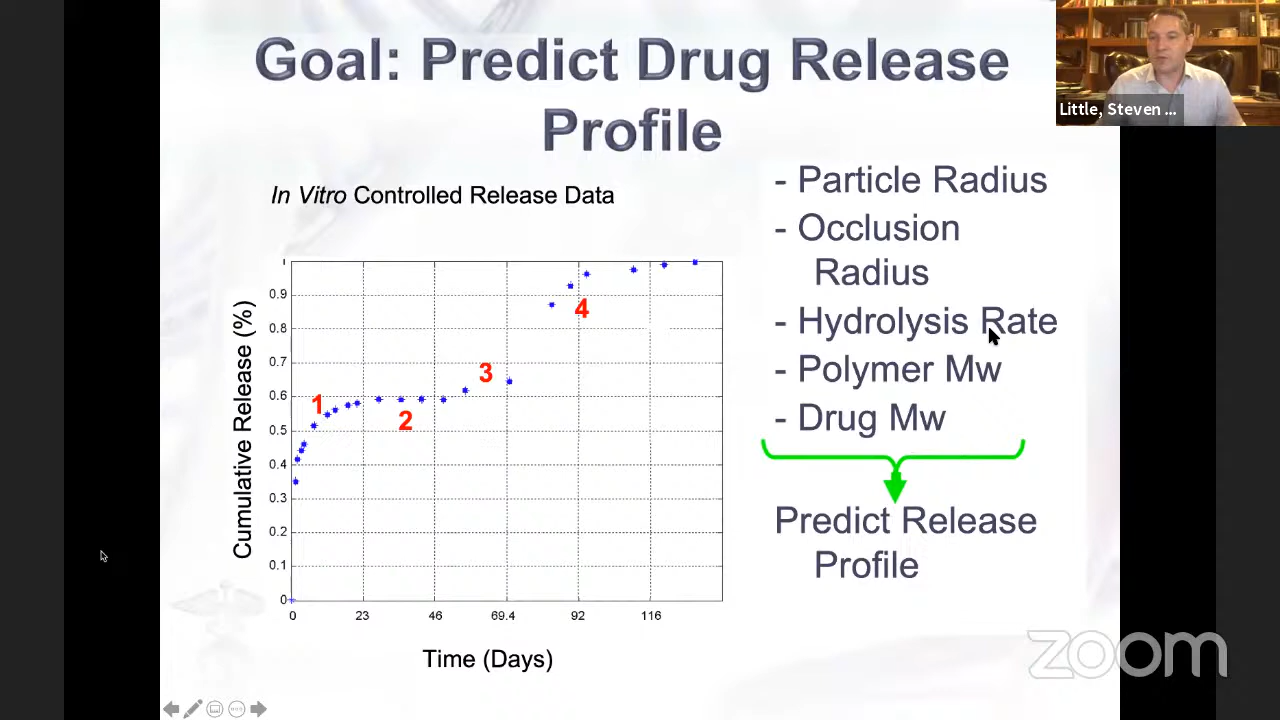 Goal: Predict Drug Release
Profile
Little, Steven ...
In Vitro Controlled Release Data
- Particle Radius
- Occlusion
Radius
- Hydrolysis Rate
- Polymer Mw
- Drug Mw
Predict Release
Profile
Cumulative Release (%)
1
0.9
0.8
0.7
0.6
0.5
0.4
0.3
0.2
0.1
0
1
2
3
4
0 23 46 69.4 92 116
Time (Days)
zoom